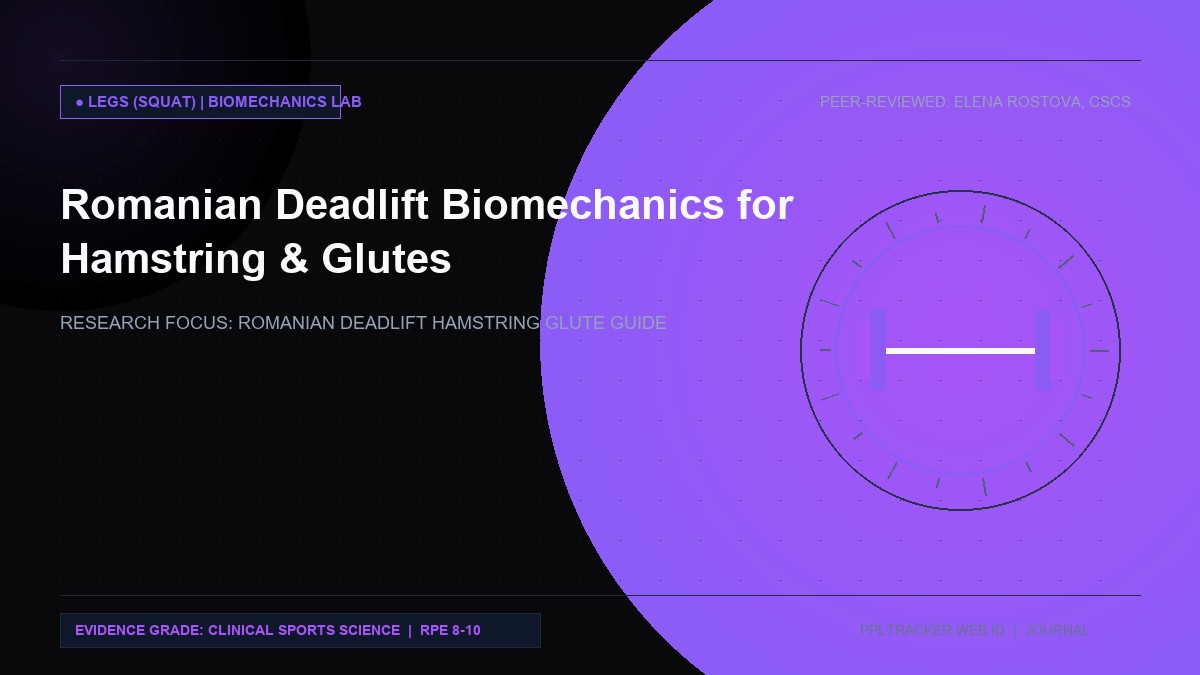 ● LEGS (SQUAT) | BIOMECHANICS LAB
PEER-REVIEWED: ELENA ROSTOVA, CSCS
Romanian Deadlift Biomechanics for
Hamstring & Glutes
RESEARCH FOCUS: ROMANIAN DEADLIFT HAMSTRING GLUTE GUIDE
EVIDENCE GRADE: CLINICAL SPORTS SCIENCE | RPE 8-10
PPLTRACKER WEB ID | JOURNAL